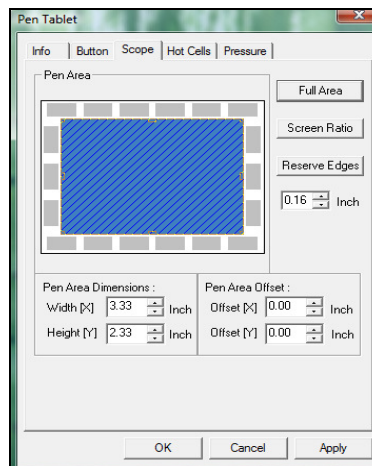 Pen Tablet
Info Button Scope Hot Cells Pressure
Pen Area
Full Area
Screen Ratio
Reserve Edges
0.16 Inch
Pen Area Dimensions :
Width [X] 3.33 Inch
Height [Y] 2.33 Inch
Pen Area Offset :
Offset [X] 0.00 Inch
Offset [Y] 0.00 Inch
OK Cancel Apply